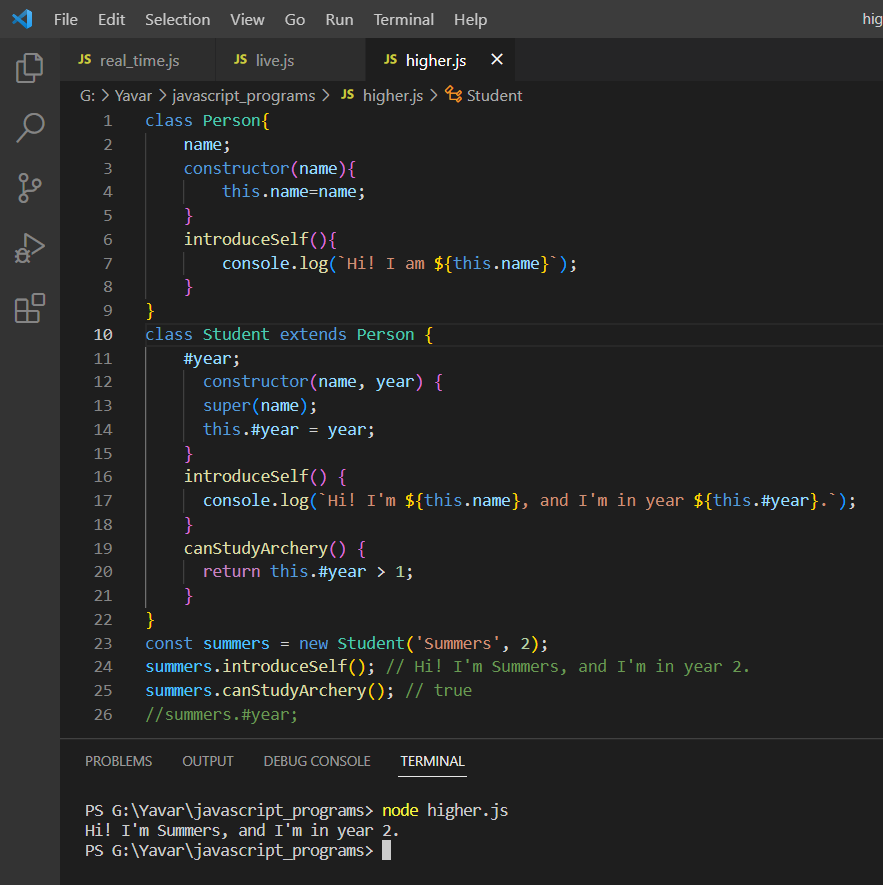 File Edit Selection View Go Run Terminal Help hig
JS real_time.js JS live.js JS higher.js ×
G: > Yavar > javascript_programs > JS higher.js > Student
1 class Person{
2     name;
3     constructor(name){
4         this.name=name;
5     }
6     introduceSelf(){
7         console.log(`Hi! I am ${this.name}`);
8     }
9 }
10 class Student extends Person {
11     #year;
12       constructor(name, year) {
13       super(name);
14       this.#year = year;
15     }
16     introduceSelf() {
17       console.log(`Hi! I'm ${this.name}, and I'm in year ${this.#year}.`);
18     }
19     canStudyArchery() {
20       return this.#year > 1;
21     }
22 }
23 const summers = new Student('Summers', 2);
24 summers.introduceSelf(); // Hi! I'm Summers, and I'm in year 2.
25 summers.canStudyArchery(); // true
26 //summers.#year;
PROBLEMS OUTPUT DEBUG CONSOLE TERMINAL
PS G:\Yavar\javascript_programs> node higher.js
Hi! I'm Summers, and I'm in year 2.
PS G:\Yavar\javascript_programs>